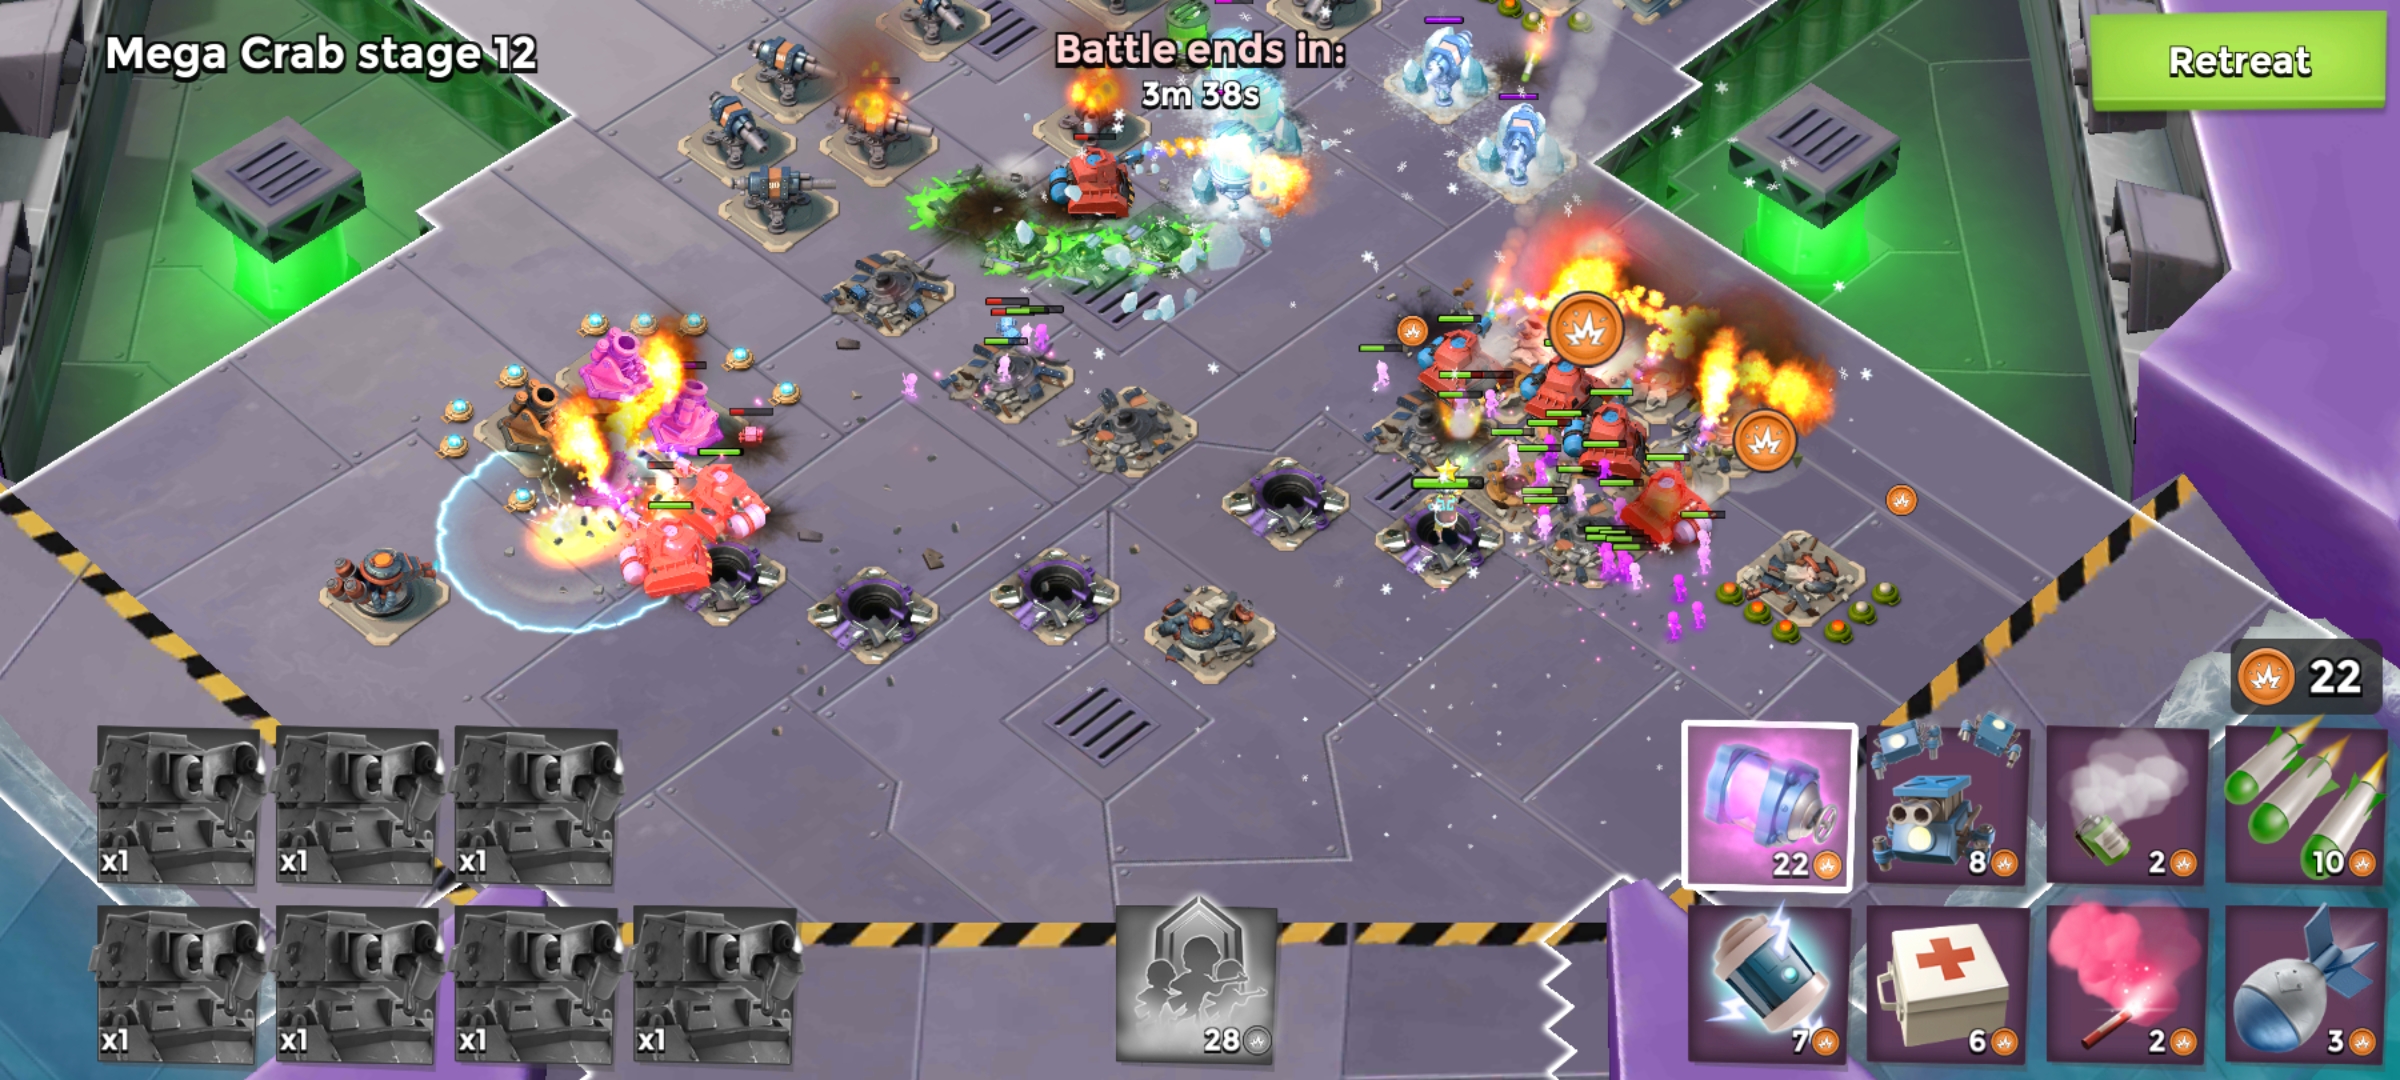 Mega Crab stage 12
Battle ends in:
3m 38s
Retreat
22
x1
x1
x1
22
8
2
10
x1
x1
x1
x1
28
7
6
2
3